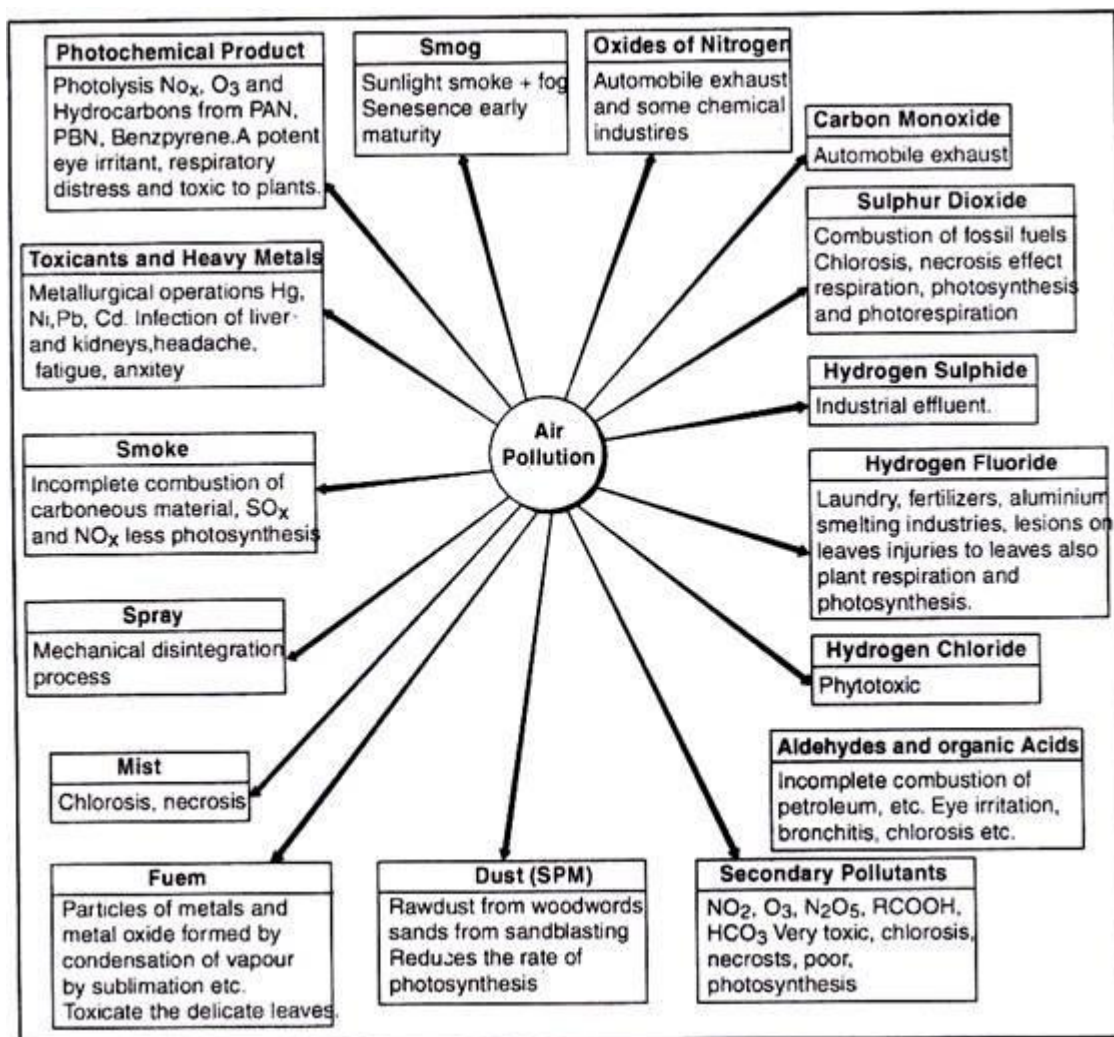 Photochemical Product
Photolysis Nox, O3 and
Hydrocarbons from PAN,
PBN, Benzpyrene.A potent
eye irritant, respiratory
distress and toxic to plants.
Smog
Sunlight smoke + fog
Senesence early
maturity
Oxides of Nitrogen
Automobile exhaust
and some chemical
industires
Carbon Monoxide
Automobile exhaust
Sulphur Dioxide
Combustion of fossil fuels
Chlorosis, necrosis effect
respiration, photosynthesis
and photorespiration
Toxicants and Heavy Metals
Metallurgical operations Hg,
Ni,Pb, Cd. Infection of liver
and kidneys,headache,
fatigue, anxitey
Hydrogen Sulphide
Industrial effluent.
Air
Pollution
Smoke
Incomplete combustion of
carboneous material, SOx
and NOx less photosynthesis
Hydrogen Fluoride
Laundry, fertilizers, aluminium
smelting industries, lesions on
leaves injuries to leaves also
plant respiration and
photosynthesis.
Spray
Mechanical disintegration
process
Hydrogen Chloride
Phytotoxic
Mist
Chlorosis, necrosis
Aldehydes and organic Acids
Incomplete combustion of
petroleum, etc. Eye irritation,
bronchitis, chlorosis etc.
Fuem
Particles of metals and
metal oxide formed by
condensation of vapour
by sublimation etc.
Toxicate the delicate leaves.
Dust (SPM)
Rawdust from woodwords
sands from sandblasting
Reduces the rate of
photosynthesis
Secondary Pollutants
NO2, O3, N2O5, RCOOH,
HCO3 Very toxic, chlorosis,
necrosts, poor,
photosynthesis